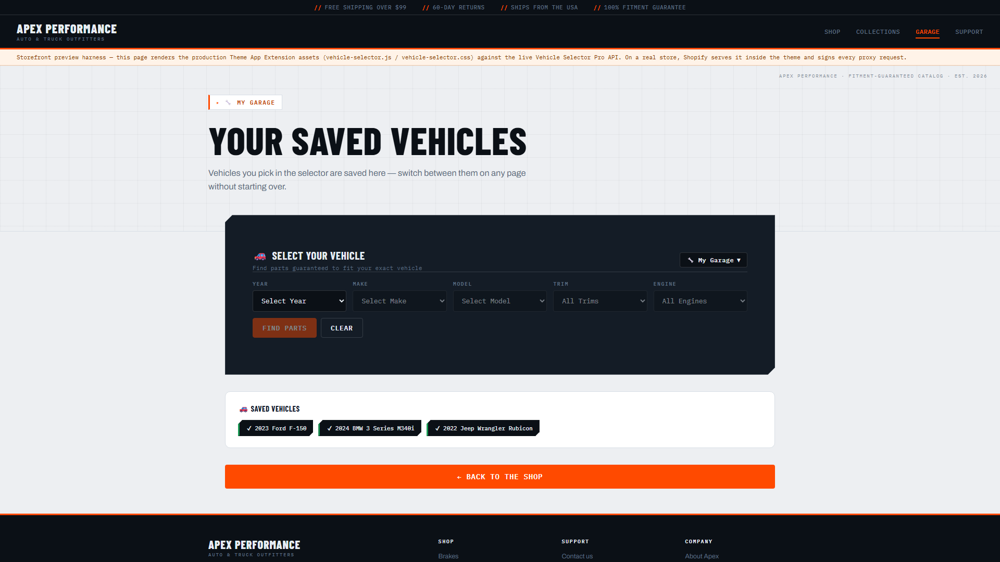 // FREE SHIPPING OVER $99 // 60-DAY RETURNS // SHIPS FROM THE USA // 100% FITMENT GUARANTEE
APEX PERFORMANCE
AUTO & TRUCK OUTFITTERS
SHOP COLLECTIONS GARAGE SUPPORT
Storefront preview harness — this page renders the production Theme App Extension assets (vehicle-selector.js / vehicle-selector.css) against the live Vehicle Selector Pro API. On a real store, Shopify serves it inside the theme and signs every proxy request.
APEX PERFORMANCE · FITMENT-GUARANTEED CATALOG · EST. 2026
▸ 🔧 MY GARAGE
YOUR SAVED VEHICLES
Vehicles you pick in the selector are saved here — switch between them on any page
without starting over.
🚗 SELECT YOUR VEHICLE
Find parts guaranteed to fit your exact vehicle
🔧 My Garage ▼
YEAR MAKE MODEL TRIM ENGINE
Select Year Select Make Select Model All Trims All Engines
FIND PARTS CLEAR
🚗 SAVED VEHICLES
✓ 2023 Ford F-150 ✓ 2024 BMW 3 Series M340i ✓ 2022 Jeep Wrangler Rubicon
← BACK TO THE SHOP
APEX PERFORMANCE
AUTO & TRUCK OUTFITTERS
SHOP SUPPORT COMPANY
Brakes Contact us About Apex